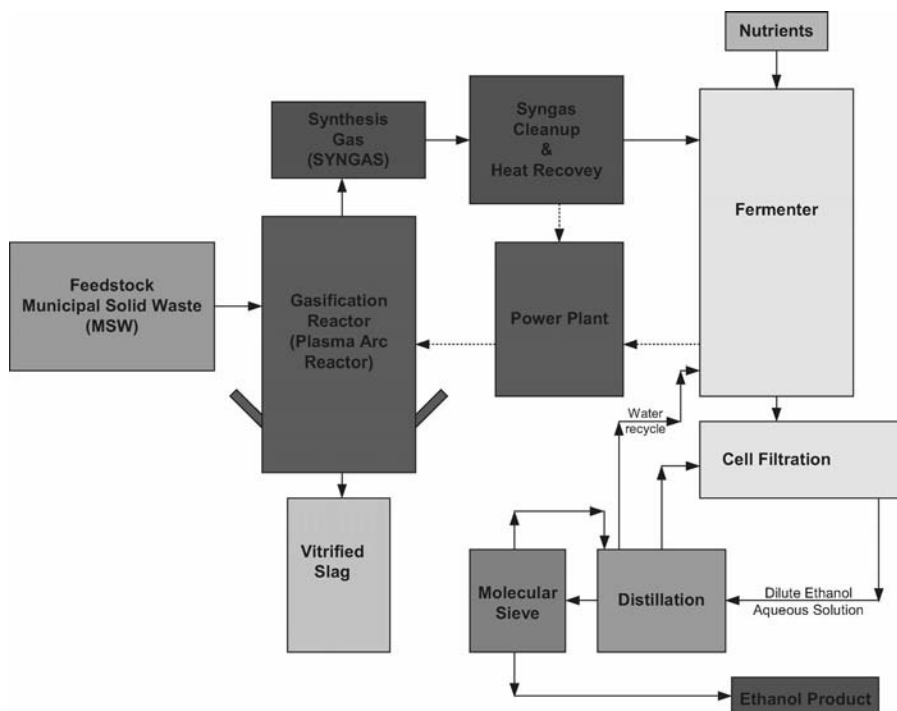 Nutrients
Synthesis
Gas
(SYNGAS)
Syngas
Cleanup
&
Heat Recovey
Fermenter
Feedstock
Municipal Solid Waste
(MSW)
Gasification
Reactor
(Plasma Arc
Reactor)
Power Plant
Water
recycle
Cell Filtration
Vitrified
Slag
Molecular
Sieve
Distillation
Dilute Ethanol
Aqueous Solution
Ethanol Product